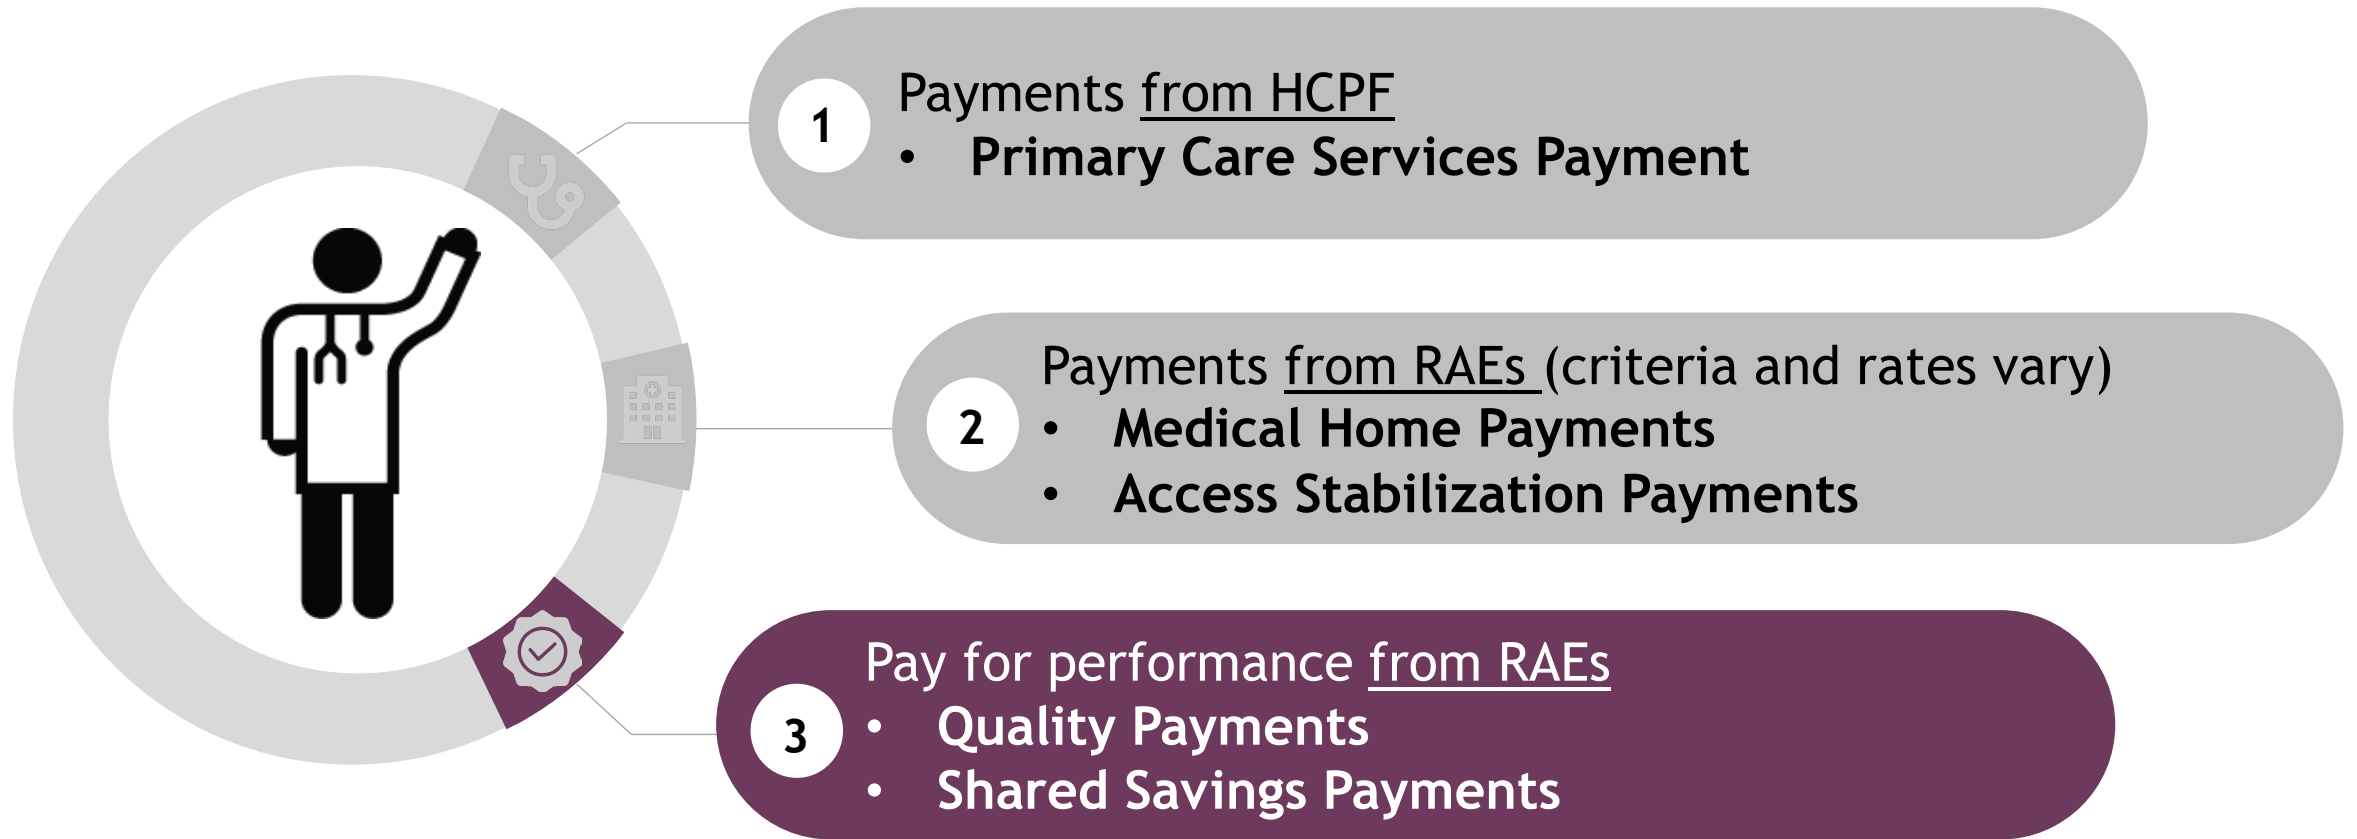 1
Payments from HCPF
• Primary Care Services Payment
2
Payments from RAEs (criteria and rates vary)
• Medical Home Payments
• Access Stabilization Payments
3
Pay for performance from RAEs
• Quality Payments
• Shared Savings Payments